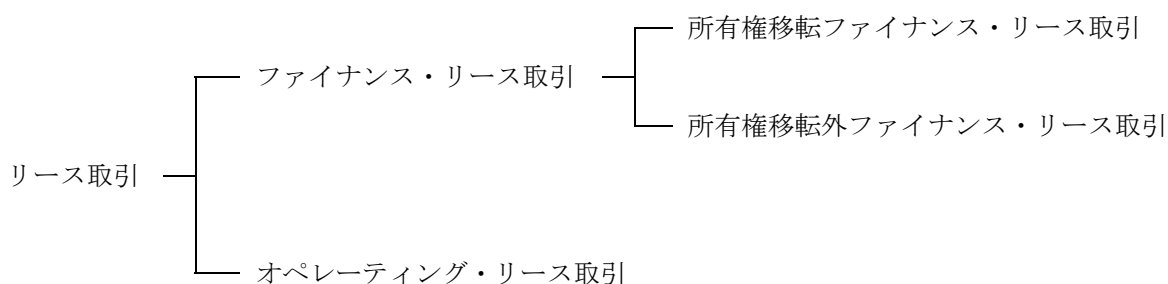 所有権移転ファイナンス・リース取引
ファイナンス・リース取引
所有権移転外ファイナンス・リース取引
リース取引
オペレーティング・リース取引